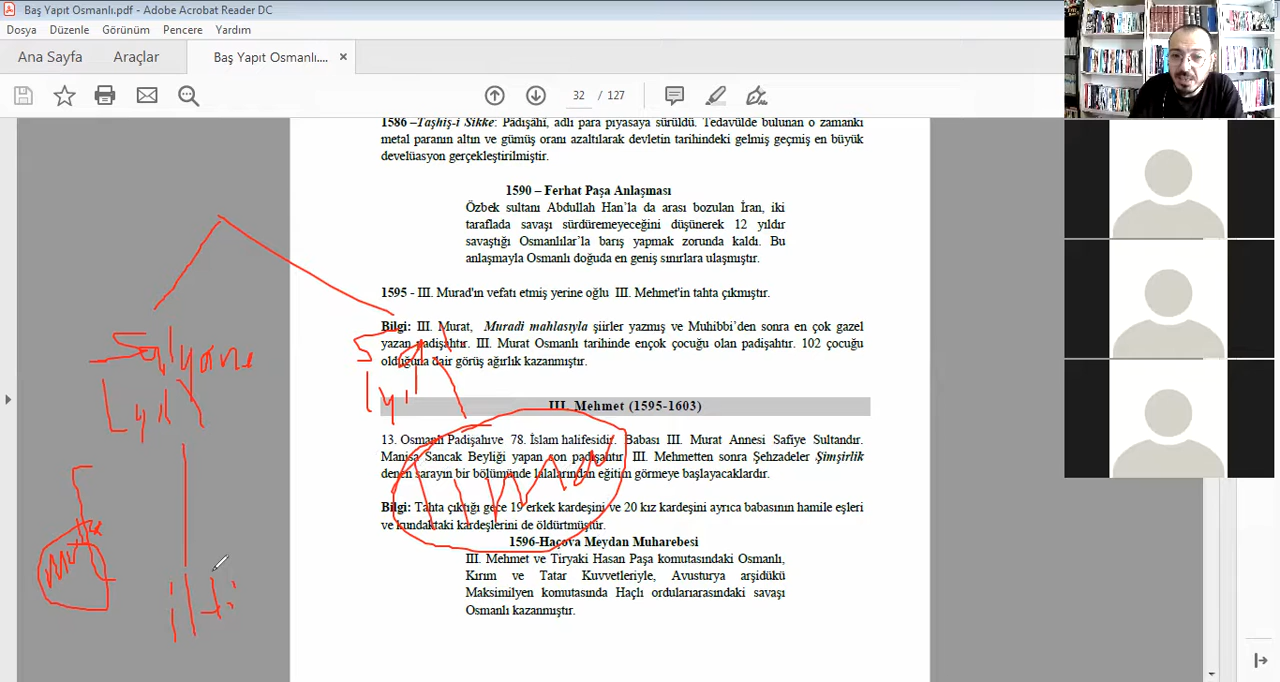 Baş Yapıt Osmanlı.pdf - Adobe Acrobat Reader DC
Dosya Düzenle Görünüm Pencere Yardım
Ana Sayfa Araçlar Baş Yapıt Osmanlı.... ×
32 / 127
1586 –Taşhiş-i Sikke: Padişahi, adlı para piyasaya sürüldü. Tedavülde bulunan o zamanki
metal paranın altın ve gümüş oranı azaltılarak devletin tarihindeki gelmiş geçmiş en büyük
develüasyon gerçekleştirilmiştir.
1590 – Ferhat Paşa Anlaşması
Özbek sultanı Abdullah Han’la da arası bozulan İran, iki
taraflada savaşı sürdüremeyeceğini düşünerek 12 yıldır
savaştığı Osmanlılar’la barış yapmak zorunda kaldı. Bu
anlaşmayla Osmanlı doğuda en geniş sınırlara ulaşmıştır.
1595 - III. Murad'ın vefatı etmiş yerine oğlu III. Mehmet'in tahta çıkmıştır.
Bilgi: III. Murat, Muradi mahlasıyla şiirler yazmış ve Muhibbi’den sonra en çok gazel
yazan padişahtır. III. Murat Osmanlı tarihinde ençok çocuğu olan padişahtır. 102 çocuğu
olduğuna dair görüş ağırlık kazanmıştır.
Salyane
III. Mehmet (1595-1603)
13. Osmanlı Padişahıve 78. İslam halifesidir. Babası III. Murat Annesi Safiye Sultandır.
Manisa Sancak Beyliği yapan son padişahtır. III. Mehmetten sonra Şehzadeler Şimşirlik
denen sarayın bir bölümünde lalalarından eğitim görmeye başlayacaklardır.
Bilgi: Tahta çıktığı gece 19 erkek kardeşini ve 20 kız kardeşini ayrıca babasının hamile eşleri
ve kundaktaki kardeşlerini de öldürtmüştür.
1596-Haçova Meydan Muharebesi
III. Mehmet ve Tiryaki Hasan Paşa komutasındaki Osmanlı,
Kırım ve Tatar Kuvvetleriyle, Avusturya arşidükü
Maksimilyen komutasında Haçlı ordularıarasındaki savaşı
Osmanlı kazanmıştır.